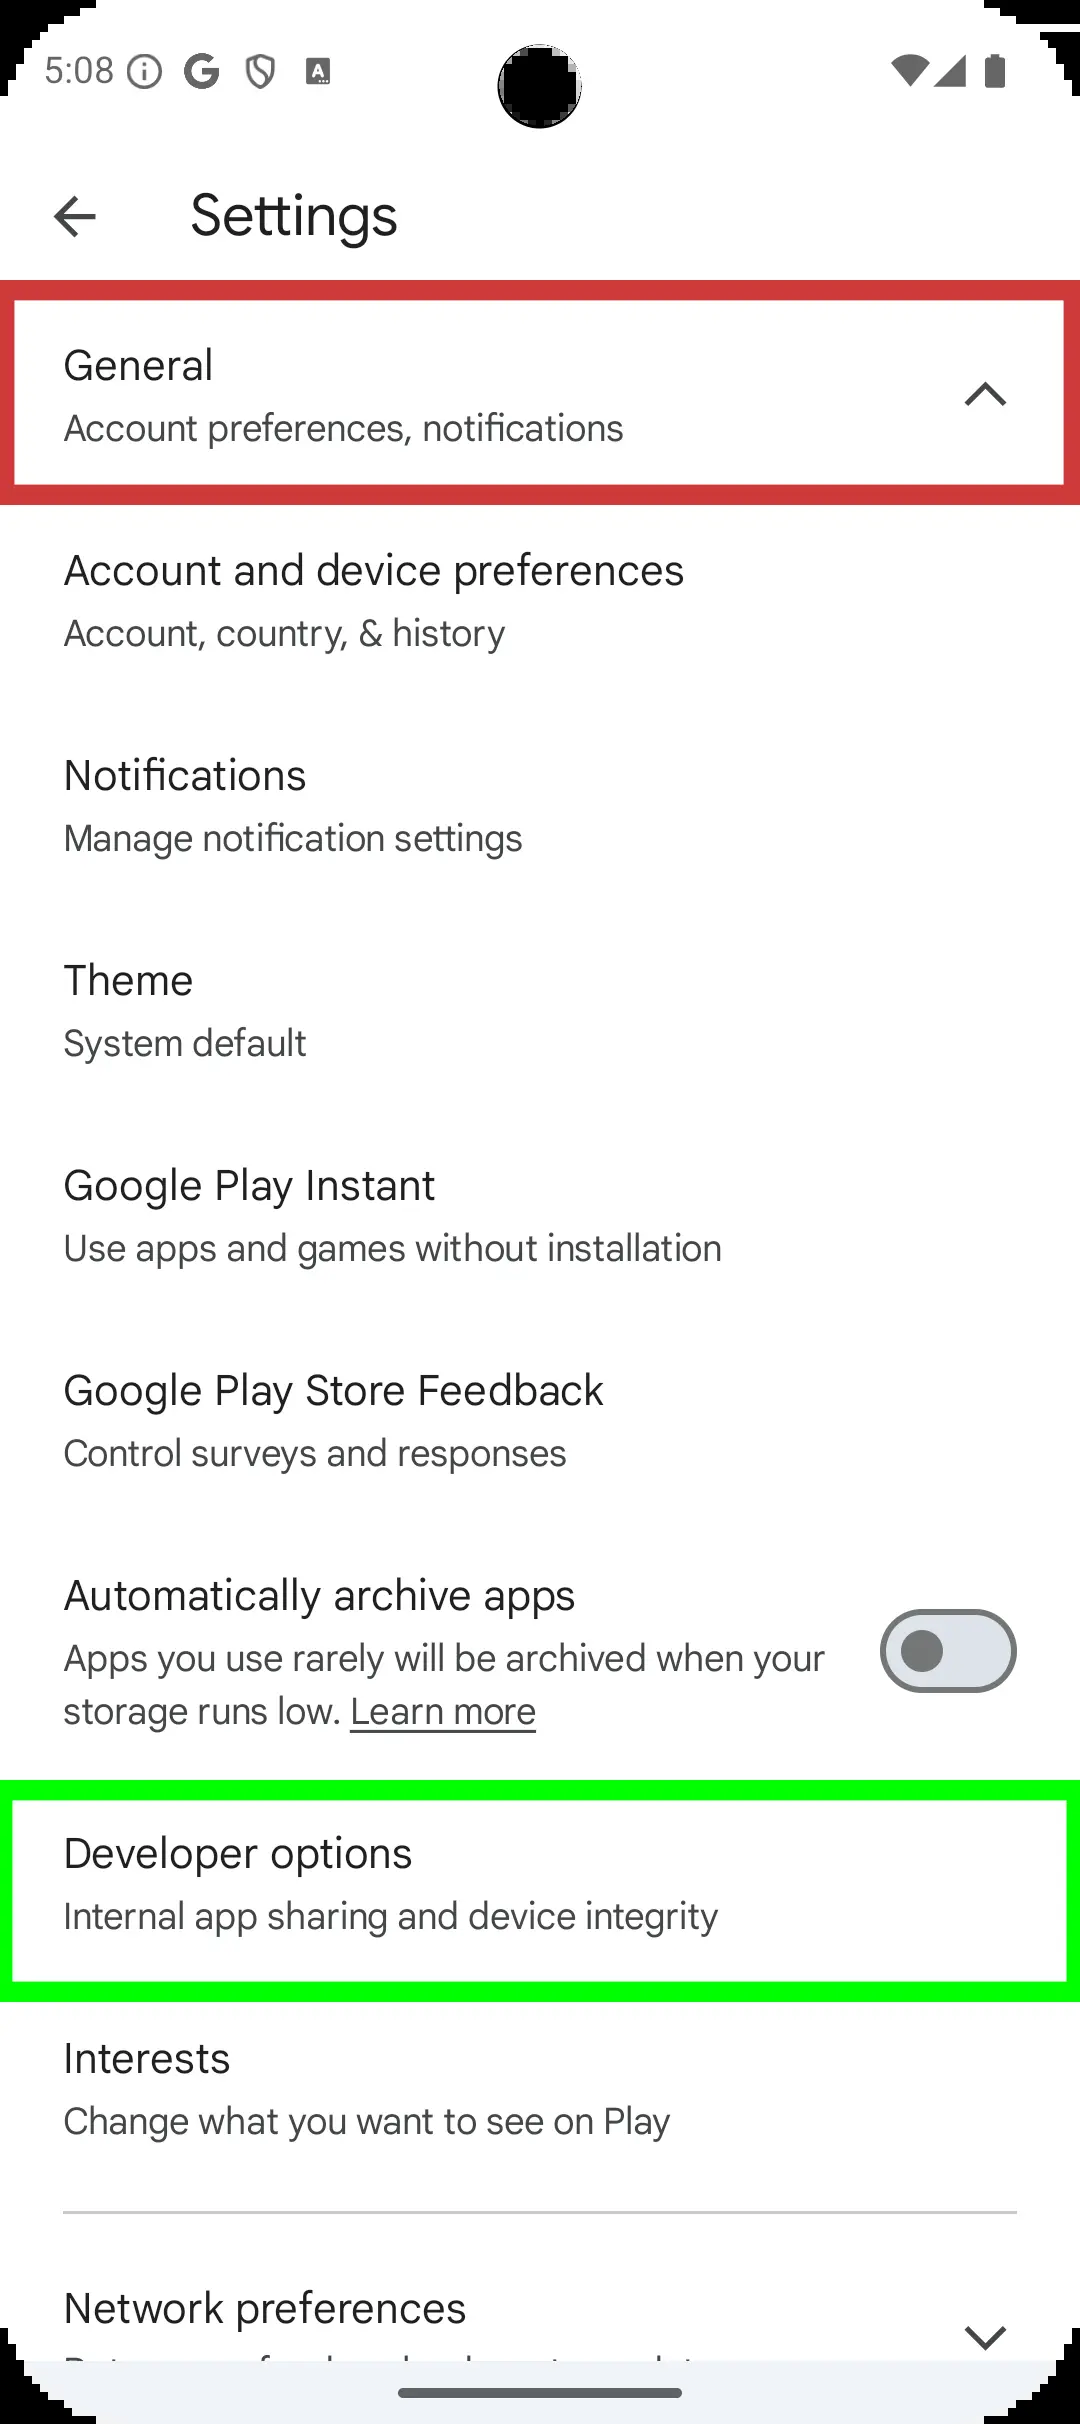 5:08
Settings
General
Account preferences, notifications
Account and device preferences
Account, country, & history
Notifications
Manage notification settings
Theme
System default
Google Play Instant
Use apps and games without installation
Google Play Store Feedback
Control surveys and responses
Automatically archive apps
Apps you use rarely will be archived when your
storage runs low. Learn more
Developer options
Internal app sharing and device integrity
Interests
Change what you want to see on Play
Network preferences